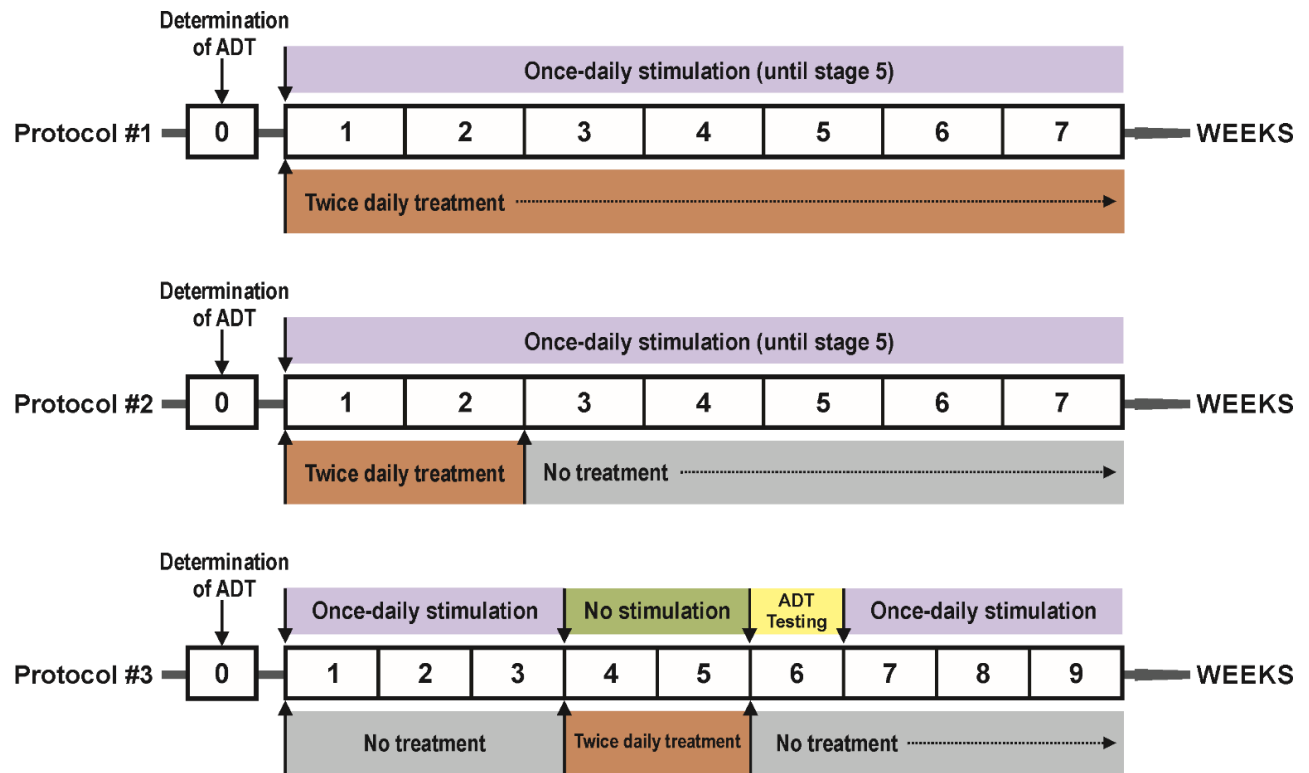 Determination
of ADT
Once-daily stimulation (until stage 5)
Protocol #1 0 1 2 3 4 5 6 7 WEEKS
Twice daily treatment
Determination
of ADT
Once-daily stimulation (until stage 5)
Protocol #2 0 1 2 3 4 5 6 7 WEEKS
Twice daily treatment No treatment
Determination
of ADT
Once-daily stimulation No stimulation ADT Testing Once-daily stimulation
Protocol #3 0 1 2 3 4 5 6 7 8 9 WEEKS
No treatment Twice daily treatment No treatment